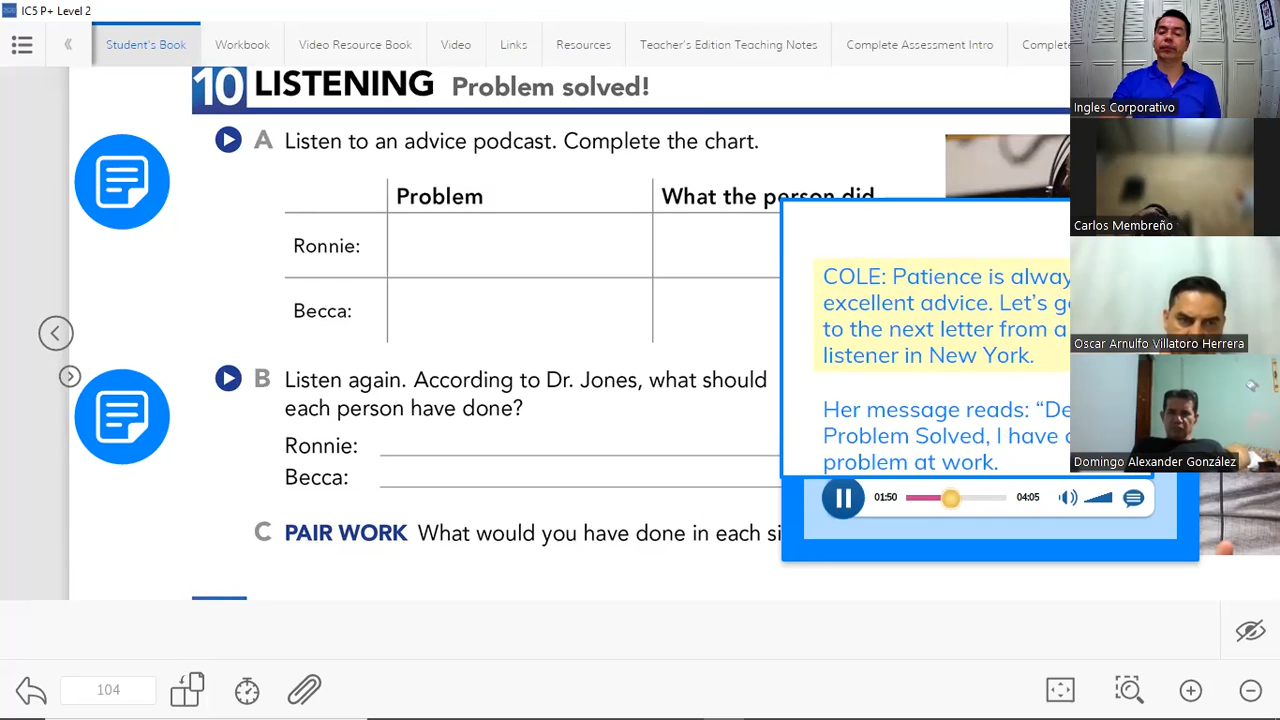 IC5 P+ Level 2
Student's Book
Workbook
Video Resource Book
Video
Links
Resources
Teacher's Edition Teaching Notes
Complete Assessment Intro
Complete
10 LISTENING Problem solved!
A Listen to an advice podcast. Complete the chart.
Problem
What the person did
Ronnie:
Becca:
B Listen again. According to Dr. Jones, what should
each person have done?
Ronnie:
Becca:
C PAIR WORK What would you have done in each si
COLE: Patience is alway
excellent advice. Let's g
to the next letter from a
listener in New York.
Her message reads: “De
Problem Solved, I have
problem at work.
01:50
04:05
Ingles Corporativo
Carlos Membreño
Oscar Arnulfo Villatoro Herrera
Domingo Alexander González
104